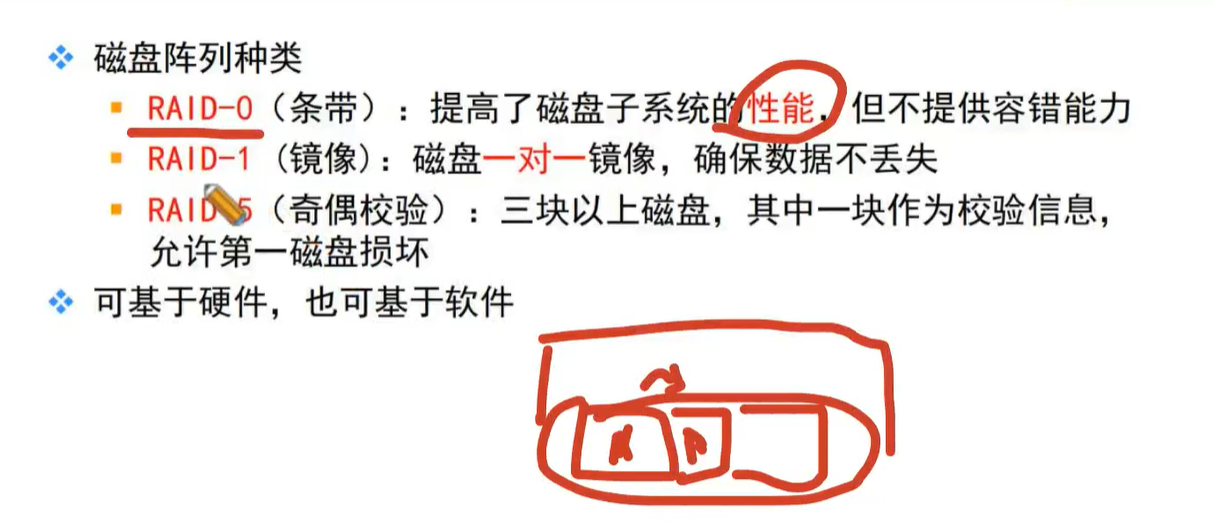 磁盘阵列种类
RAID-0（条带）：提高了磁盘子系统的性能，但不提供容错能力
RAID-1（镜像）：磁盘一对一镜像，确保数据不丢失
RAID-5（奇偶校验）：三块以上磁盘，其中一块作为校验信息，
允许第一磁盘损坏
可基于硬件，也可基于软件